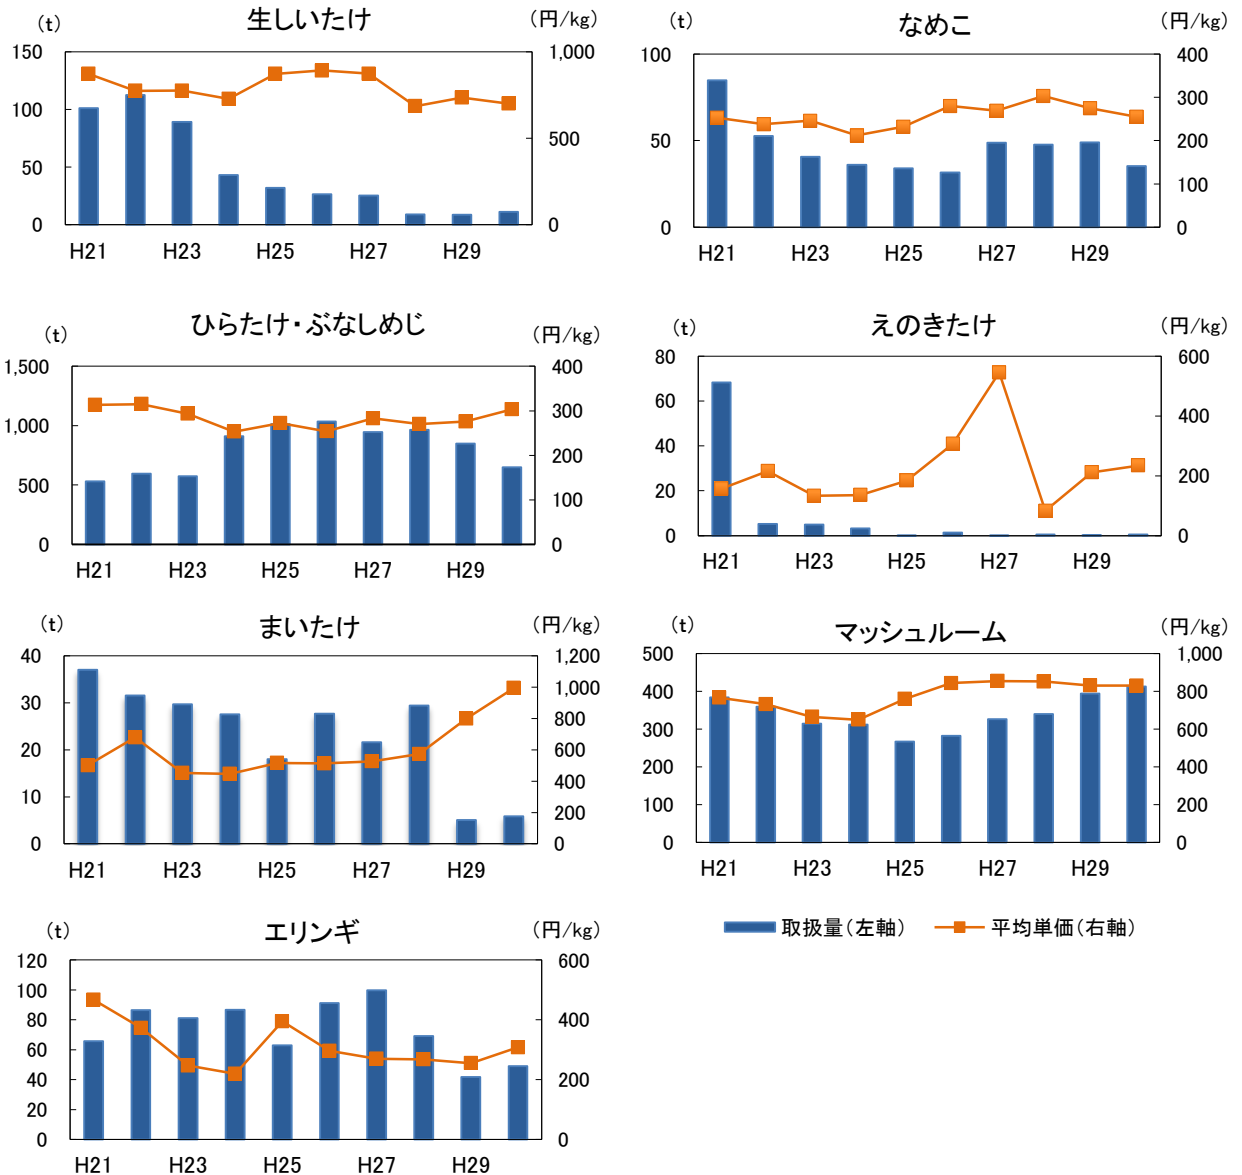 生しいたけ
(t)
(円/kg)
150
100
50
0
1,000
500
0
H21 H23 H25 H27 H29
なめこ
(t)
(円/kg)
100
50
0
400
300
200
100
0
H21 H23 H25 H27 H29
ひらたけ・ぶなしめじ
(t)
(円/kg)
1,500
1,000
500
0
400
300
200
100
0
H21 H23 H25 H27 H29
えのきたけ
(t)
(円/kg)
80
60
40
20
0
600
400
200
0
H21 H23 H25 H27 H29
まいたけ
(t)
(円/kg)
40
30
20
10
0
1,200
1,000
800
600
400
200
0
H21 H23 H25 H27 H29
マッシュルーム
(t)
(円/kg)
500
400
300
200
100
0
1,000
800
600
400
200
0
H21 H23 H25 H27 H29
エリンギ
(t)
(円/kg)
120
100
80
60
40
20
0
600
400
200
0
H21 H23 H25 H27 H29
取扱量(左軸) 平均単価(右軸)